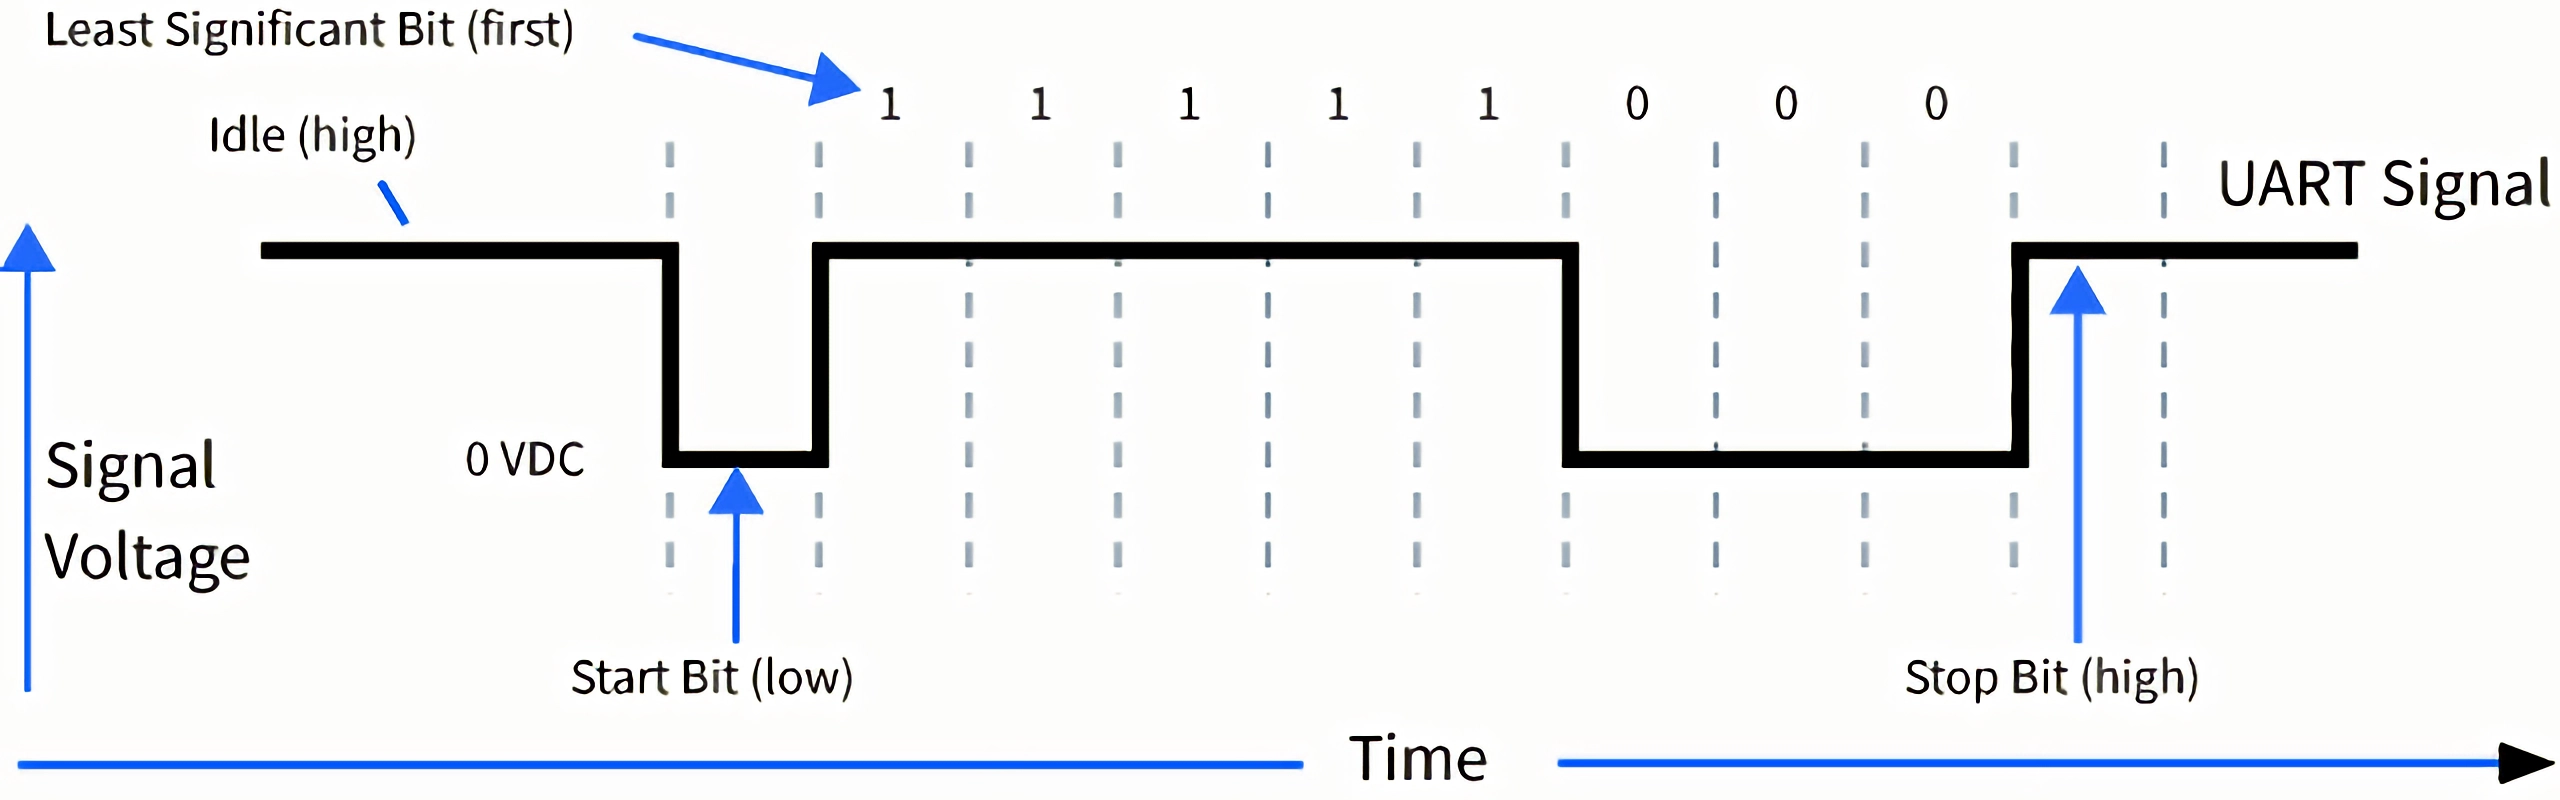 Least Significant Bit (first)
1 1 1 1 1 0 0 0
Idle (high)
UART Signal
0 VDC
Signal
Voltage
Start Bit (low)
Stop Bit (high)
Time